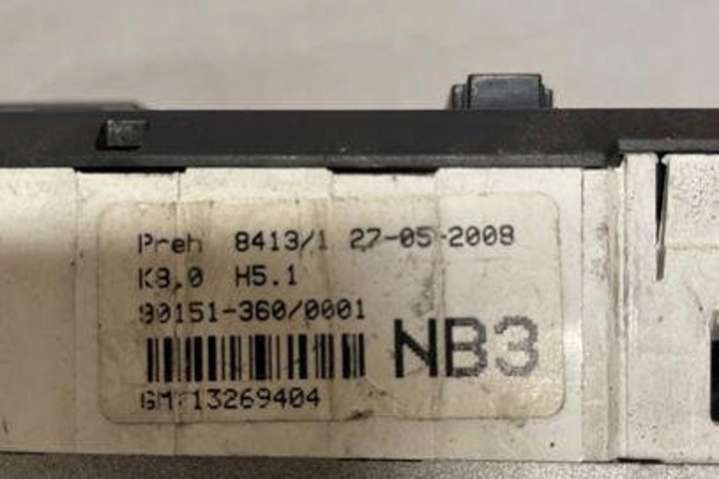 Preh 8413/1 27-05-2008
K8.0 H5.1
90151-360/0001
NB3
GM:13269404